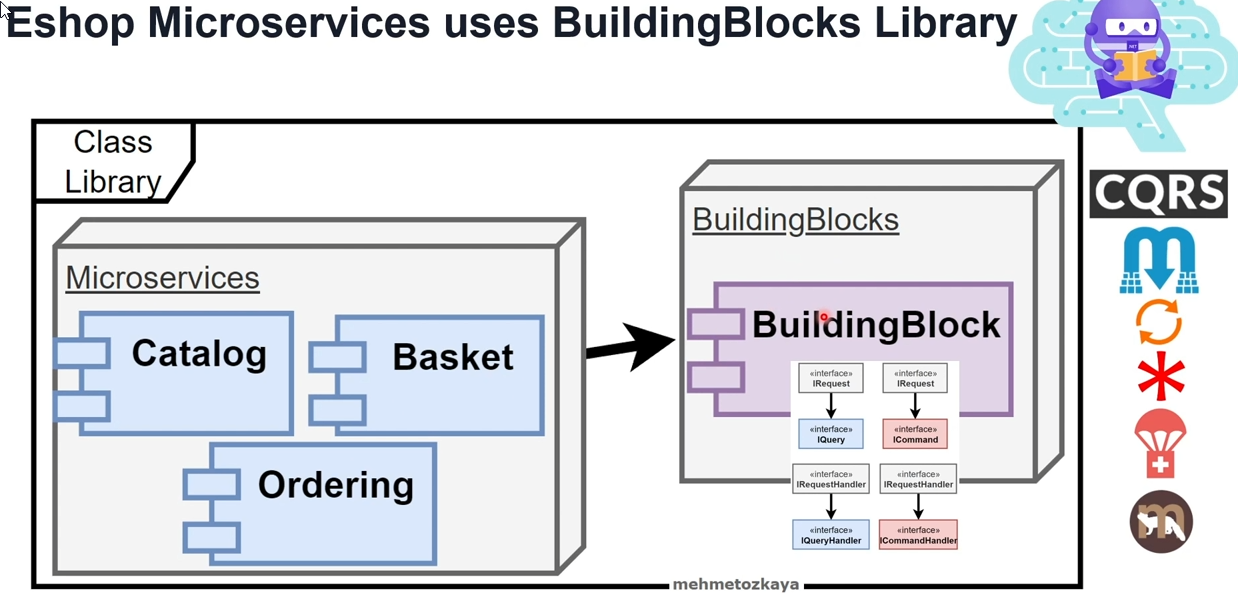 Eshop Microservices uses BuildingBlocks Library
.NET
Class
Library
CQRS
BuildingBlocks
Microservices
BuildingBlock
Catalog
Basket
«interface»
IRequest
«interface»
IRequest
«interface»
IQuery
«interface»
ICommand
Ordering
«interface»
IRequestHandler
«interface»
IRequestHandler
«interface»
IQueryHandler
«interface»
ICommandHandler
m
mehmetozkaya